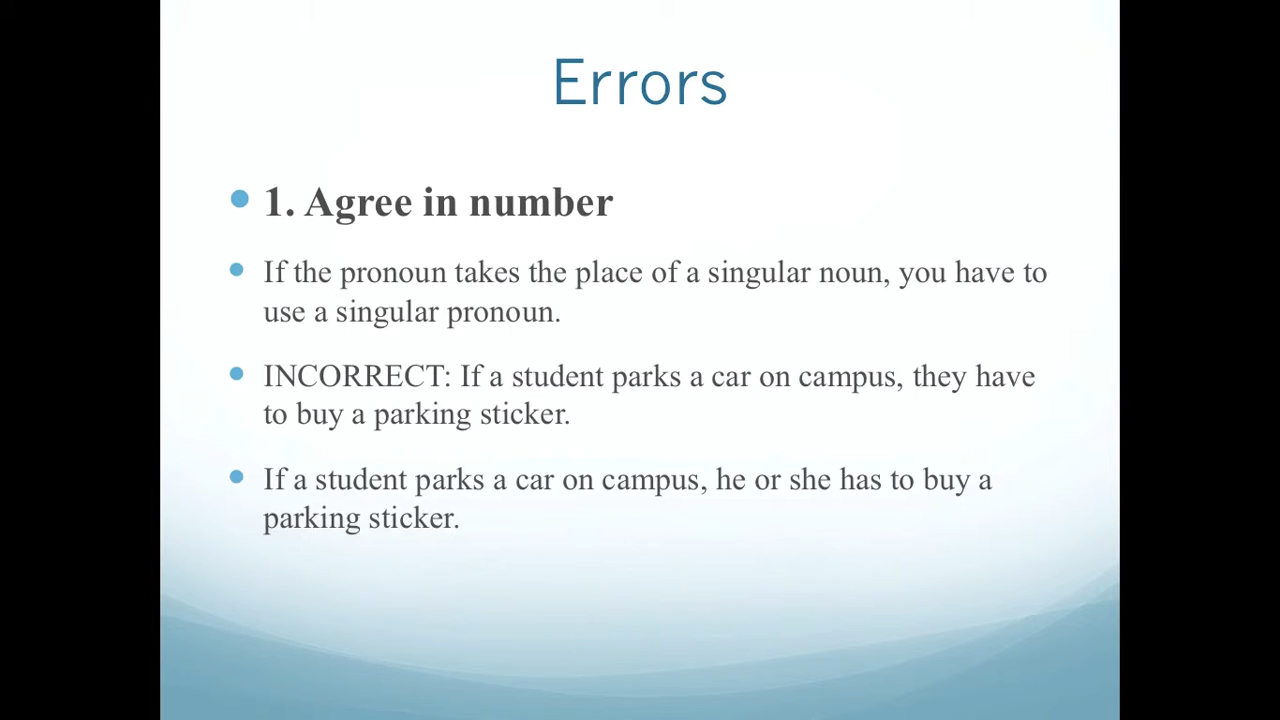 Errors
1. Agree in number
If the pronoun takes the place of a singular noun, you have to
use a singular pronoun.
INCORRECT: If a student parks a car on campus, they have
to buy a parking sticker.
If a student parks a car on campus, he or she has to buy a
parking sticker.